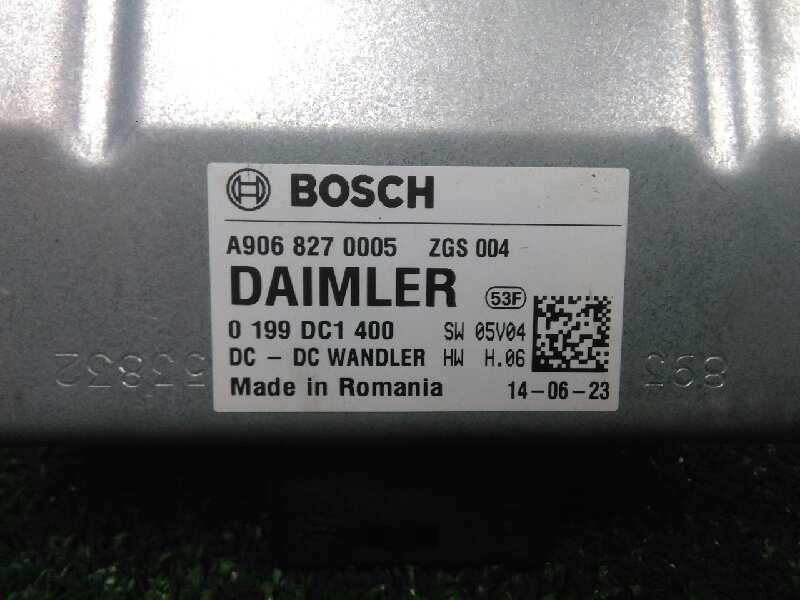 BOSCH
A906 827 0005 ZGS 004
DAIMLER 53F
0 199 DC1 400 SW 05V04
DC - DC WANDLER HW H.06
Made in Romania 14-06-23